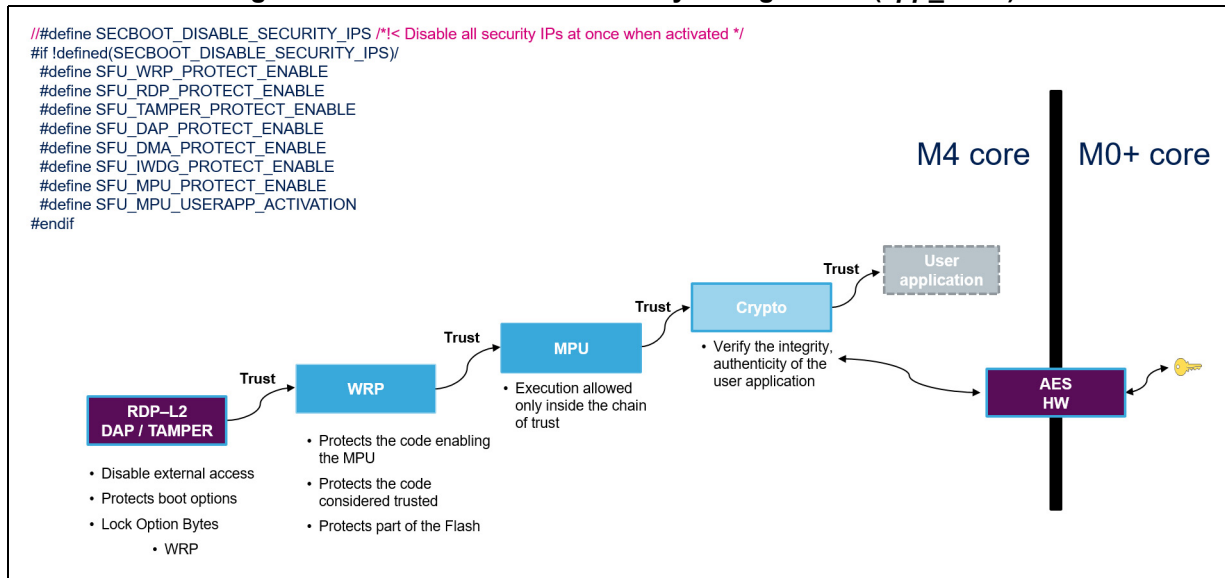 //#define SECBOOT_DISABLE_SECURITY_IPS /*!< Disable all security IPs at once when activated */
#if !defined(SECBOOT_DISABLE_SECURITY_IPS)/
#define SFU_WRP_PROTECT_ENABLE
#define SFU_RDP_PROTECT_ENABLE
#define SFU_TAMPER_PROTECT_ENABLE
#define SFU_DAP_PROTECT_ENABLE
#define SFU_DMA_PROTECT_ENABLE
#define SFU_IWDG_PROTECT_ENABLE
#define SFU_MPU_PROTECT_ENABLE
#define SFU_MPU_USERAPP_ACTIVATION
#endif
M4 core
M0+ core
RDP–L2
DAP / TAMPER
• Disable external access
• Protects boot options
• Lock Option Bytes
• WRP
Trust
WRP
• Protects the code enabling
the MPU
• Protects the code
considered trusted
• Protects part of the Flash
Trust
MPU
• Execution allowed
only inside the chain
of trust
Trust
Crypto
• Verify the integrity,
authenticity of the
user application
Trust
User
application
AES
HW